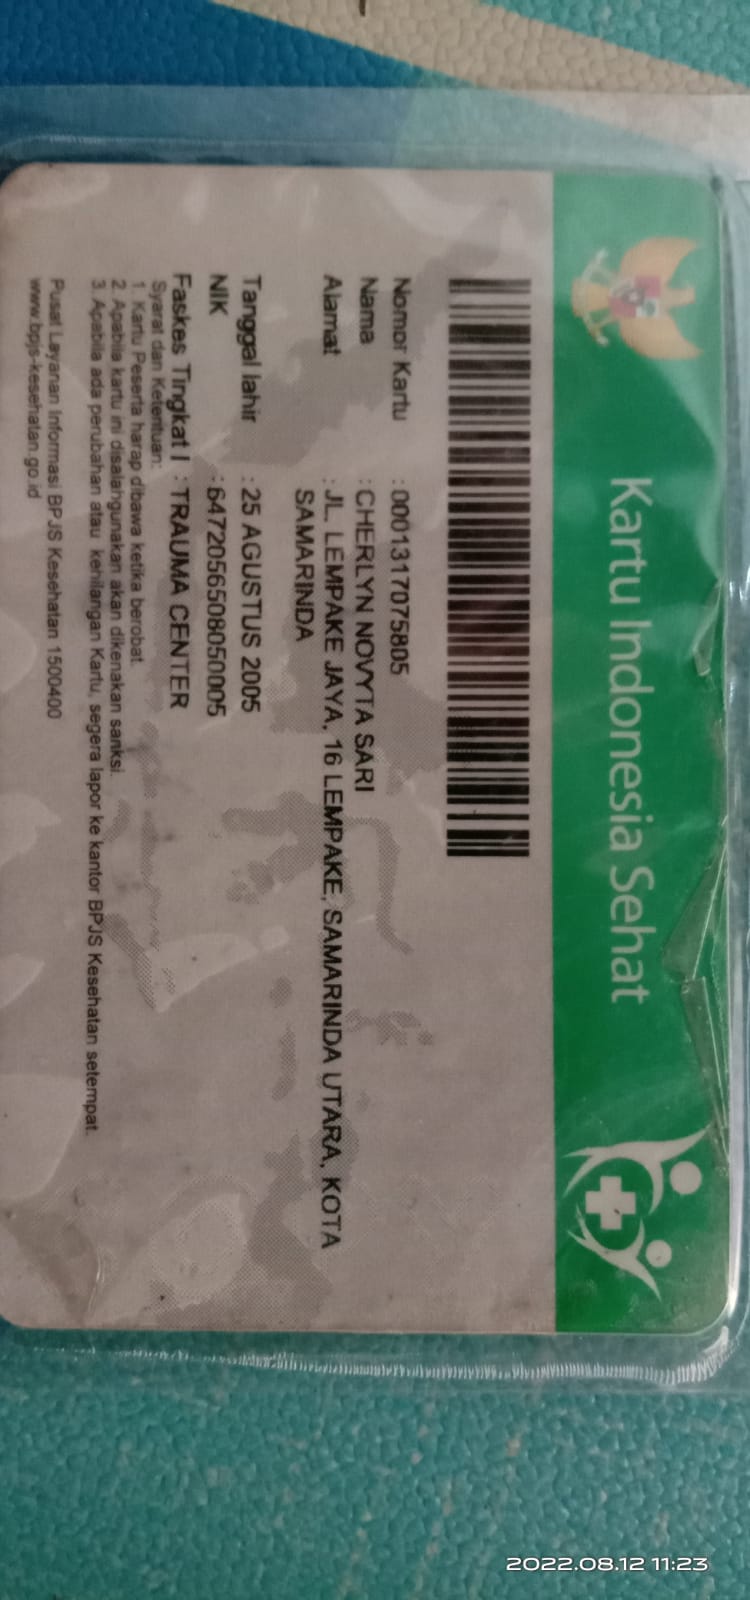 Kartu Indonesia Sehat
Nomor Kartu : 0001317075805
Nama : CHERLYN NOVYTA SARI
Alamat : JL. LEMPAKE JAYA, 16 LEMPAKE, SAMARINDA UTARA, KOTA
SAMARINDA
Tanggal lahir : 25 AGUSTUS 2005
NIK : 6472056508050005
Faskes Tingkat I : TRAUMA CENTER
Syarat dan Ketentuan:
1. Kartu Peserta harap dibawa ketika berobat.
2. Apabila kartu ini disalahgunakan akan dikenakan sanksi.
3. Apabila ada perubahan atau kehilangan Kartu, segera lapor ke kantor BPJS Kesehatan setempat.
Pusat Layanan Informasi BPJS Kesehatan 1500400
www.bpjs-kesehatan.go.id
2022.08.12 11:23